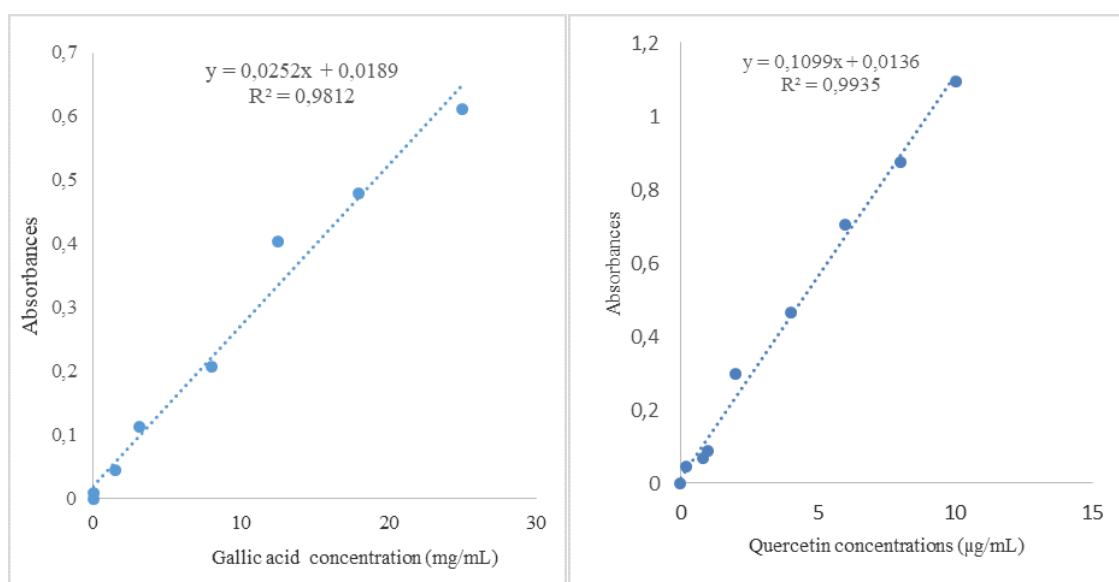 0,7
0,6
0,5
0,4
0,3
0,2
0,1
0
Absorbances
y = 0,0252x + 0,0189
R² = 0,9812
0 10 20 30
Gallic acid concentration (mg/mL)
1,2
1
0,8
0,6
0,4
0,2
0
Absorbances
y = 0,1099x + 0,0136
R² = 0,9935
0 5 10 15
Quercetin concentrations (µg/mL)